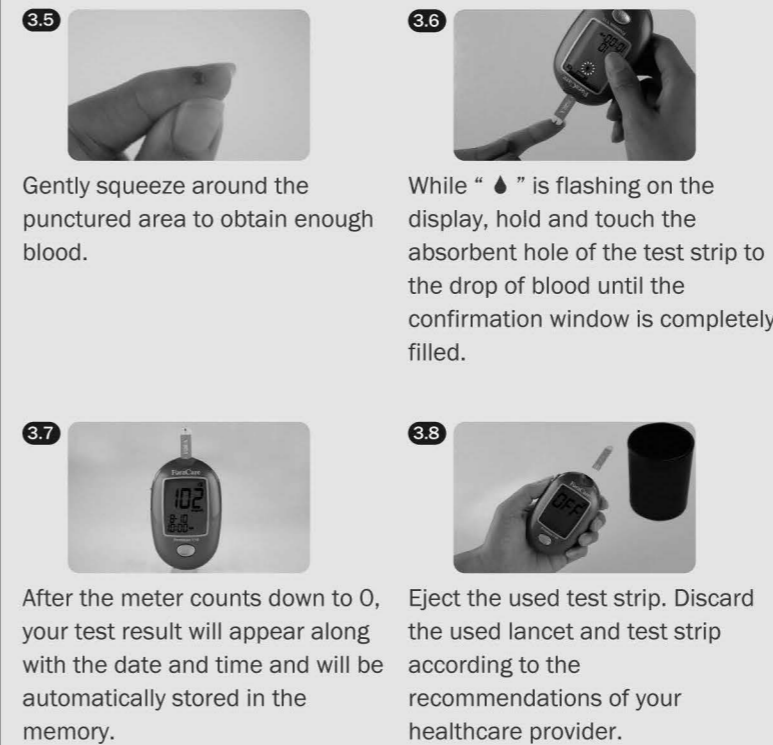 3.5
Gently squeeze around the
punctured area to obtain enough
blood.
3.6
While “ 💧 ” is flashing on the
display, hold and touch the
absorbent hole of the test strip to
the drop of blood until the
confirmation window is completely
filled.
3.7
FaraCare
102
After the meter counts down to 0,
your test result will appear along
with the date and time and will be
automatically stored in the
memory.
3.8
OFF
Eject the used test strip. Discard
the used lancet and test strip
according to the
recommendations of your
healthcare provider.